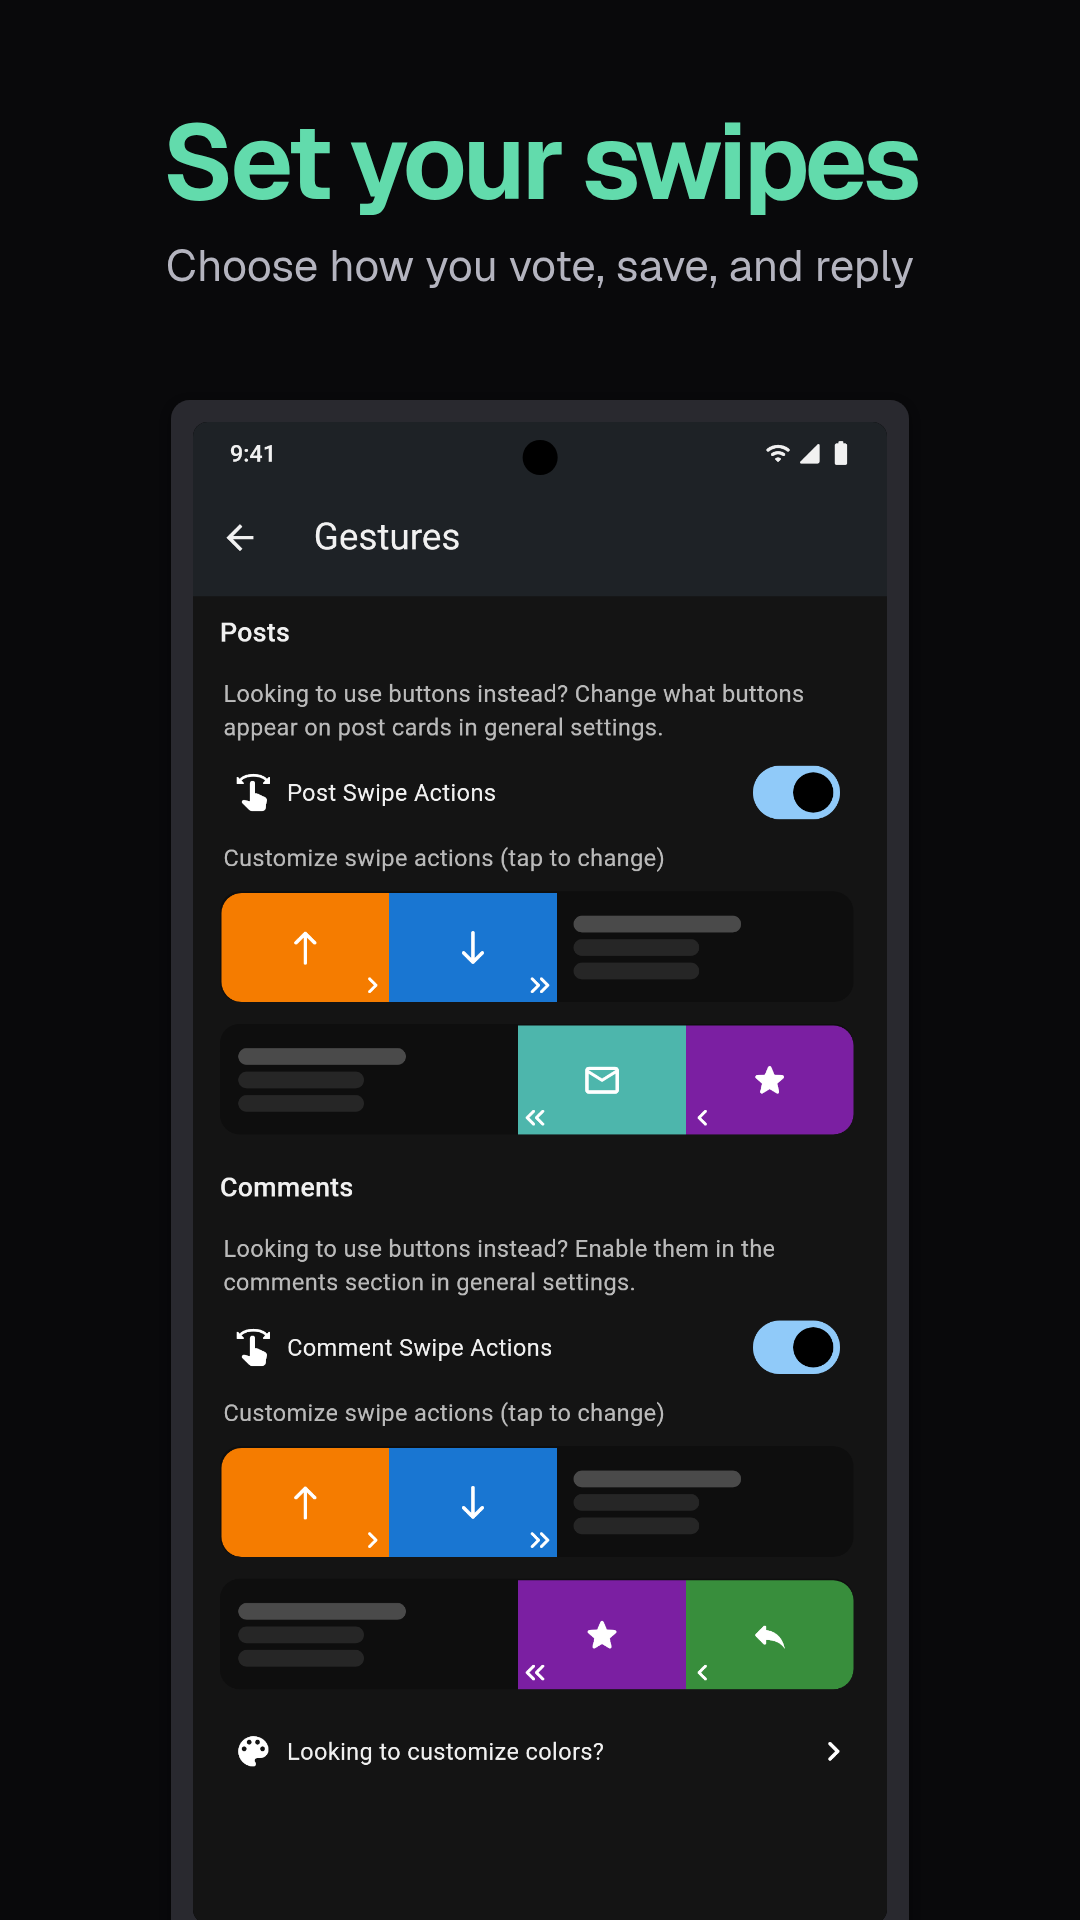 Set your swipes
Choose how you vote, save, and reply
9:41
Gestures
Posts
Looking to use buttons instead? Change what buttons
appear on post cards in general settings.
Post Swipe Actions
Customize swipe actions (tap to change)
Comments
Looking to use buttons instead? Enable them in the
comments section in general settings.
Comment Swipe Actions
Customize swipe actions (tap to change)
Looking to customize colors?